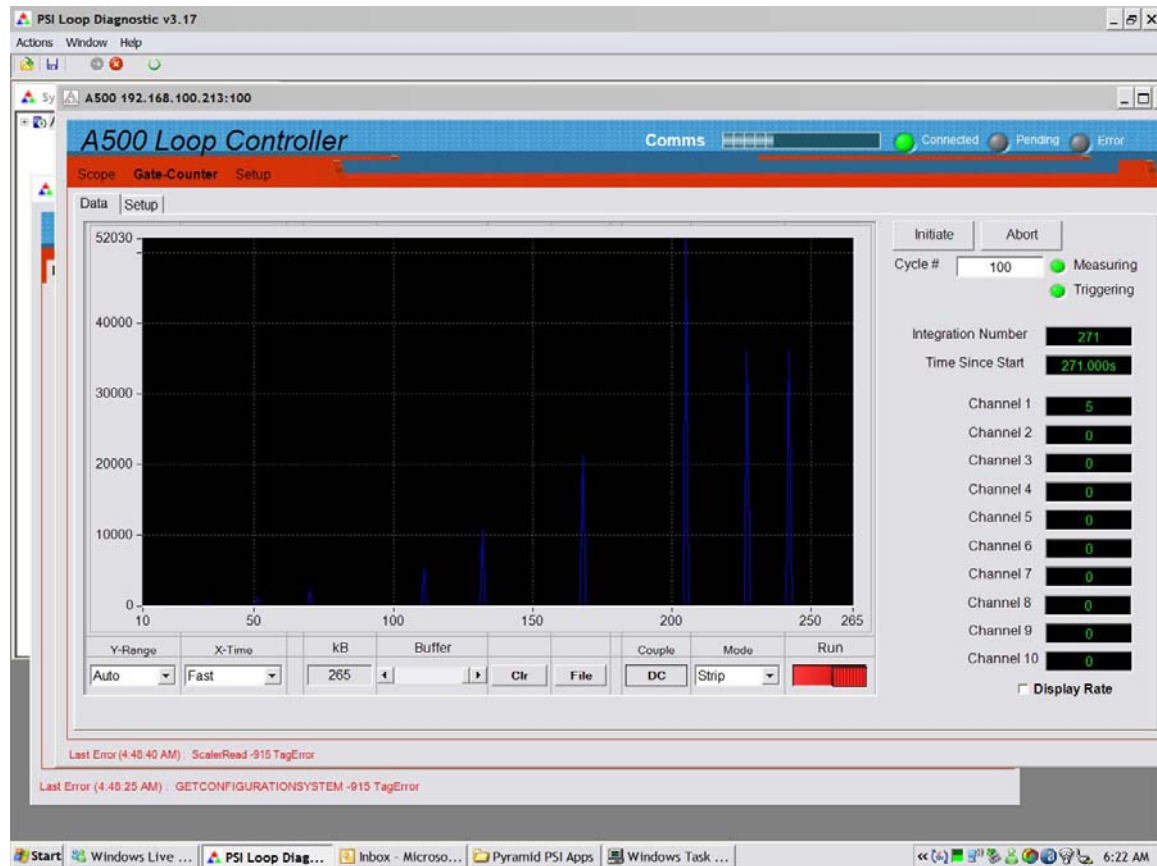 PSI Loop Diagnostic v3.17
Actions Window Help
Sy
A500 192.168.100.213:100
A500 Loop Controller
Comms
Connected
Pending
Error
Scope Gate-Counter Setup
Data Setup
52030
40000
30000
20000
10000
0
10 50 100 150 200 250 265
Y-Range X-Time kB Buffer Couple Mode Run
Auto Fast 265 Clr File DC Strip
Initiate Abort
Cycle # 100 Measuring
Triggering
Integration Number 271
Time Since Start 271.000s
Channel 1 5
Channel 2 0
Channel 3 0
Channel 4 0
Channel 5 0
Channel 6 0
Channel 7 0
Channel 8 0
Channel 9 0
Channel 10 0
Display Rate
Last Error (4:48:40 AM) : ScalerRead -915 TagError
Last Error (4:48:25 AM) : GETCONFIGURATIONSYSTEM -915 TagError
Start Windows Live ... PSI Loop Diag... Inbox - Microso... Pyramid PSI Apps Windows Task ... 6:22 AM